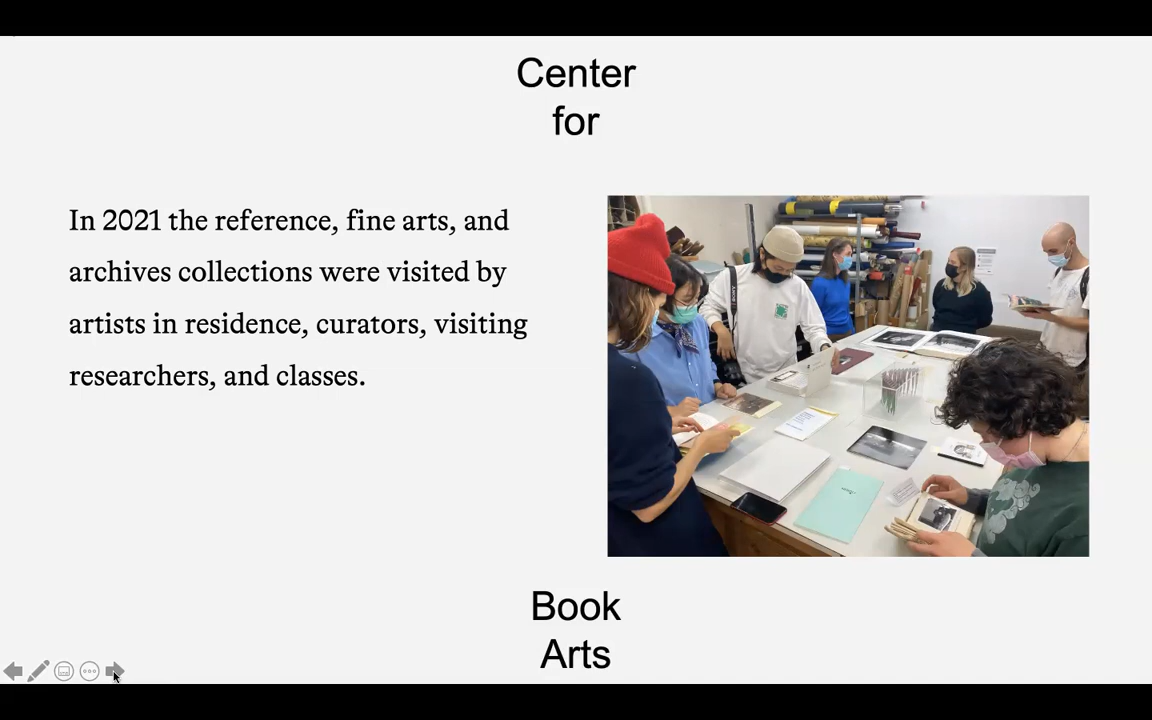 Center
for
In 2021 the reference, fine arts, and
archives collections were visited by
artists in residence, curators, visiting
researchers, and classes.
SONY
Book
Arts